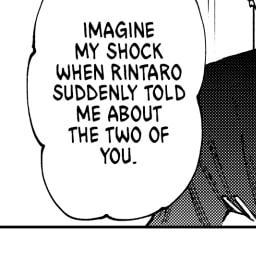 IMAGINE
MY SHOCK
WHEN RINTARO
SUDDENLY TOLD
ME ABOUT
THE TWO OF
YOU.